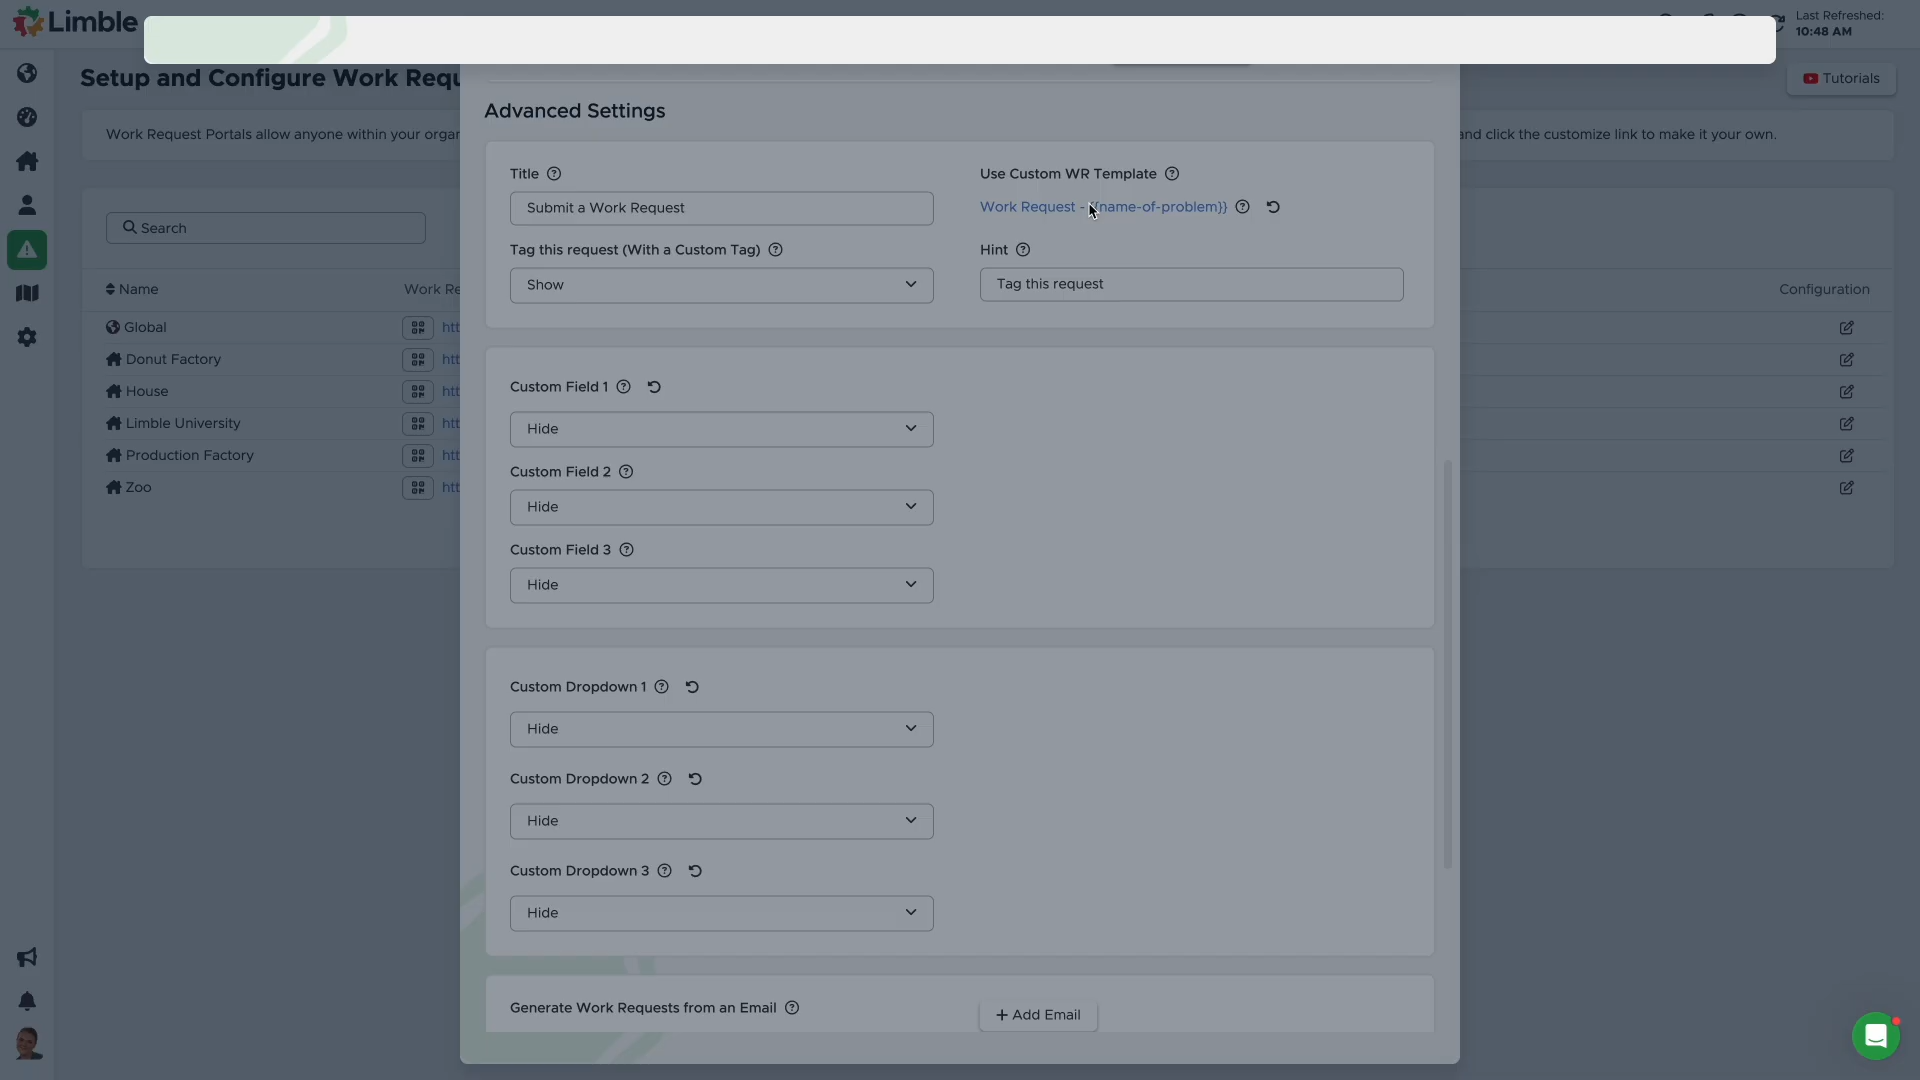 Limble
Last Refreshed:
10:48 AM
Setup and Configure Work Requ
Tutorials
Work Request Portals allow anyone within your organ
and click the customize link to make it your own.
Advanced Settings
Title
Use Custom WR Template
Submit a Work Request
Work Request - {{name-of-problem}}
Search
Tag this request (With a Custom Tag)
Hint
Show
Tag this request
Name
Work Re
Configuration
Global
htt
Donut Factory
htt
House
htt
Limble University
htt
Production Factory
htt
Zoo
htt
Custom Field 1
Hide
Custom Field 2
Hide
Custom Field 3
Hide
Custom Dropdown 1
Hide
Custom Dropdown 2
Hide
Custom Dropdown 3
Hide
Generate Work Requests from an Email
+ Add Email